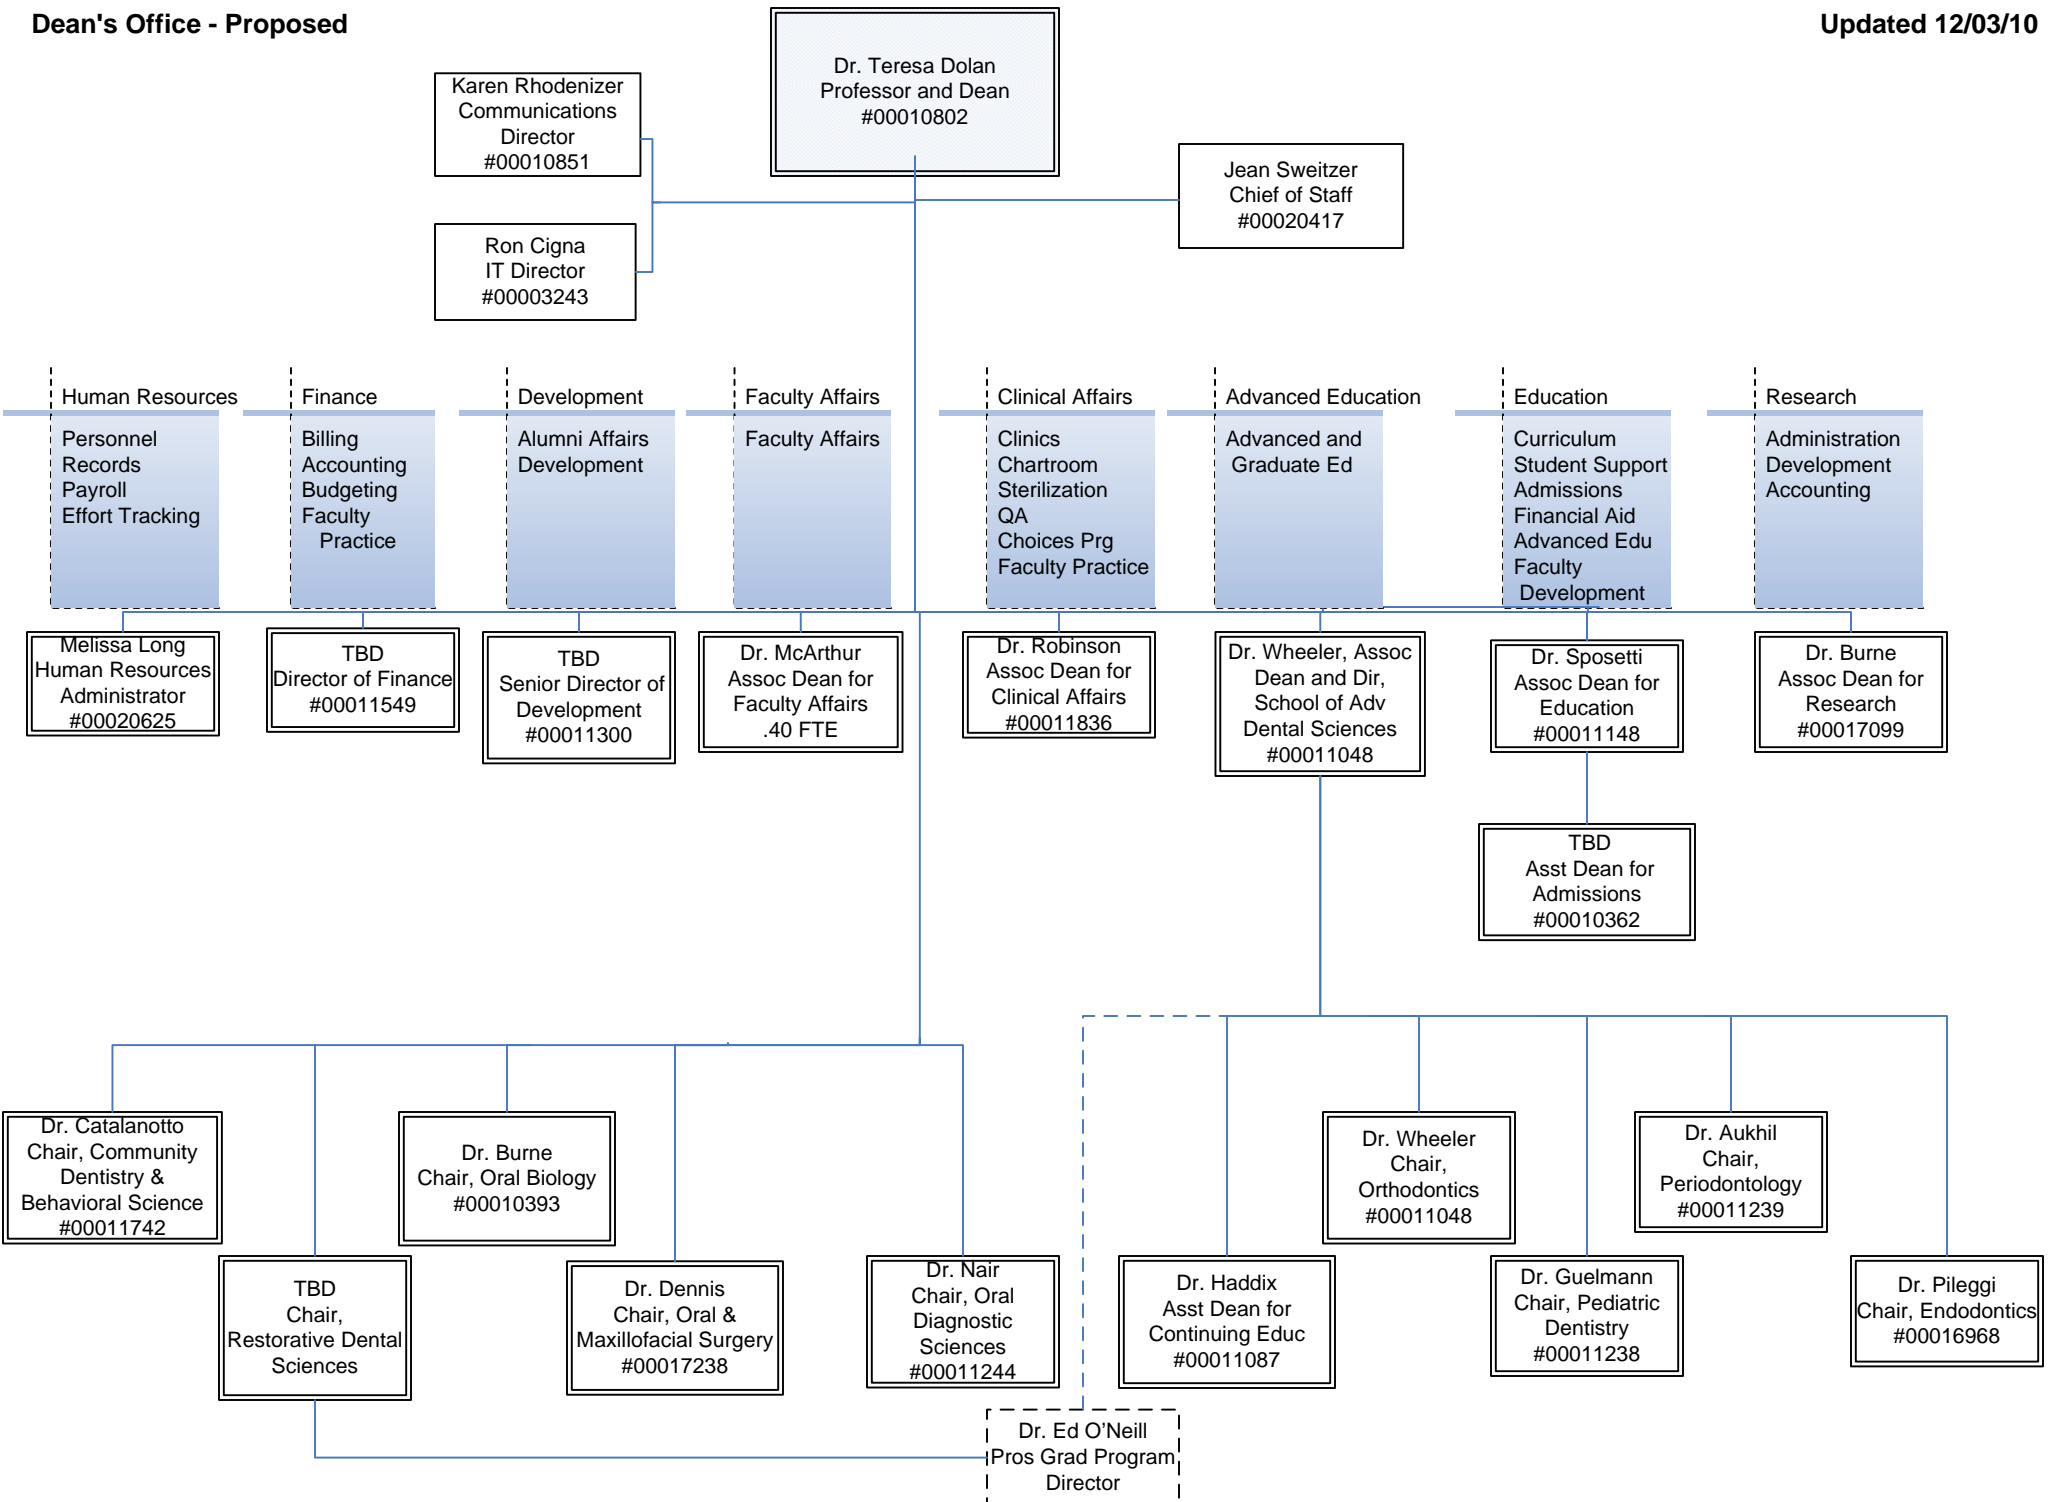 Dean's Office - Proposed
Updated 12/03/10
Dr. Teresa Dolan
Professor and Dean
#00010802
Karen Rhodenizer
Communications
Director
#00010851
Jean Sweitzer
Chief of Staff
#00020417
Ron Cigna
IT Director
#00003243
Human Resources
Personnel
Records
Payroll
Effort Tracking
Finance
Billing
Accounting
Budgeting
Faculty
Practice
Development
Alumni Affairs
Development
Faculty Affairs
Faculty Affairs
Clinical Affairs
Clinics
Chartroom
Sterilization
QA
Choices Prg
Faculty Practice
Advanced Education
Advanced and
Graduate Ed
Education
Curriculum
Student Support
Admissions
Financial Aid
Advanced Edu
Faculty
Development
Research
Administration
Development
Accounting
Melissa Long
Human Resources
Administrator
#00020625
TBD
Director of Finance
#00011549
TBD
Senior Director of
Development
#00011300
Dr. McArthur
Assoc Dean for
Faculty Affairs
.40 FTE
Dr. Robinson
Assoc Dean for
Clinical Affairs
#00011836
Dr. Wheeler, Assoc
Dean and Dir,
School of Adv
Dental Sciences
#00011048
Dr. Sposetti
Assoc Dean for
Education
#00011148
Dr. Burne
Assoc Dean for
Research
#00017099
TBD
Asst Dean for
Admissions
#00010362
Dr. Catalanotto
Chair, Community
Dentistry &
Behavioral Science
#00011742
TBD
Chair,
Restorative Dental
Sciences
Dr. Burne
Chair, Oral Biology
#00010393
Dr. Dennis
Chair, Oral &
Maxillofacial Surgery
#00017238
Dr. Nair
Chair, Oral
Diagnostic
Sciences
#00011244
Dr. Haddix
Asst Dean for
Continuing Educ
#00011087
Dr. Wheeler
Chair,
Orthodontics
#00011048
Dr. Guelmann
Chair, Pediatric
Dentistry
#00011238
Dr. Aukhil
Chair,
Periodontology
#00011239
Dr. Pileggi
Chair, Endodontics
#00016968
Dr. Ed O’Neill
Pros Grad Program
Director